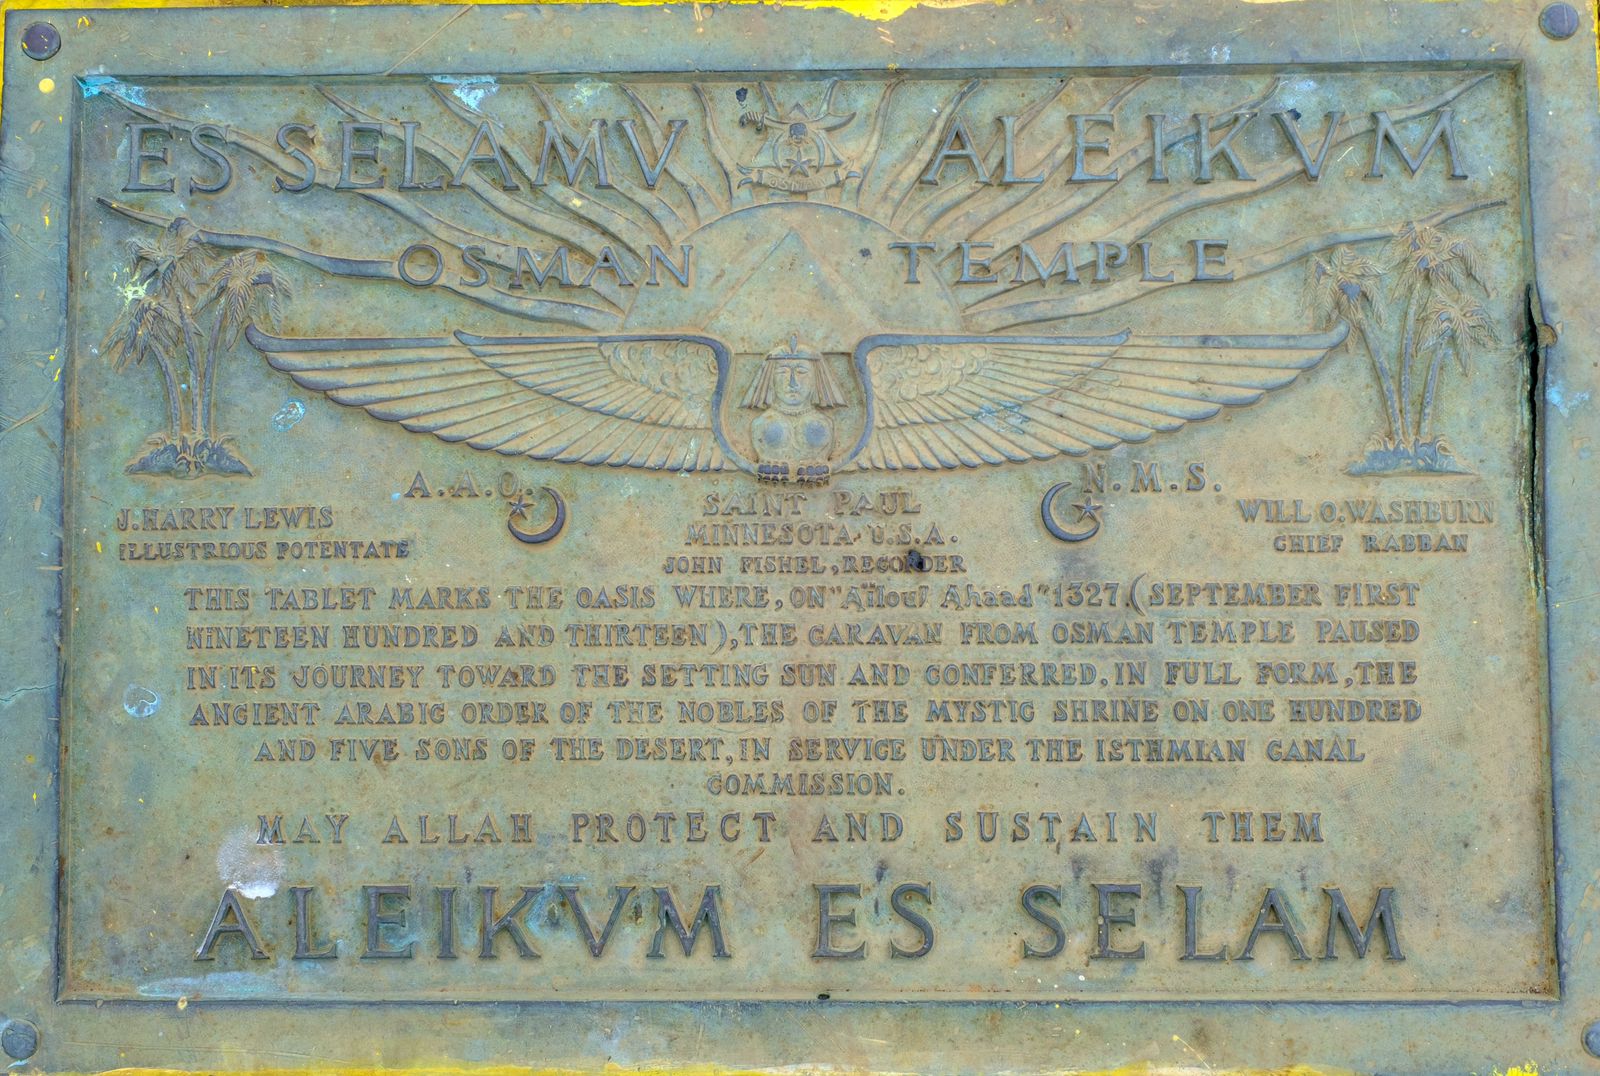 ES SELAMV ALEIKVM
OSMAN
OSMAN TEMPLE
A.A.O. N.M.S.
SAINT PAUL
MINNESOTA U.S.A.
J. HARRY LEWIS
ILLUSTRIOUS POTENTATE
WILL O. WASHBURN
CHIEF RABBAN
JOHN FISHEL, RECORDER
THIS TABLET MARKS THE OASIS WHERE, ON "Aïloul Ahaad" 1327 (SEPTEMBER FIRST
NINETEEN HUNDRED AND THIRTEEN), THE CARAVAN FROM OSMAN TEMPLE PAUSED
IN ITS JOURNEY TOWARD THE SETTING SUN AND CONFERRED, IN FULL FORM, THE
ANCIENT ARABIC ORDER OF THE NOBLES OF THE MYSTIC SHRINE ON ONE HUNDRED
AND FIVE SONS OF THE DESERT, IN SERVICE UNDER THE ISTHMIAN CANAL
COMMISSION.
MAY ALLAH PROTECT AND SUSTAIN THEM
ALEIKVM ES SELAM